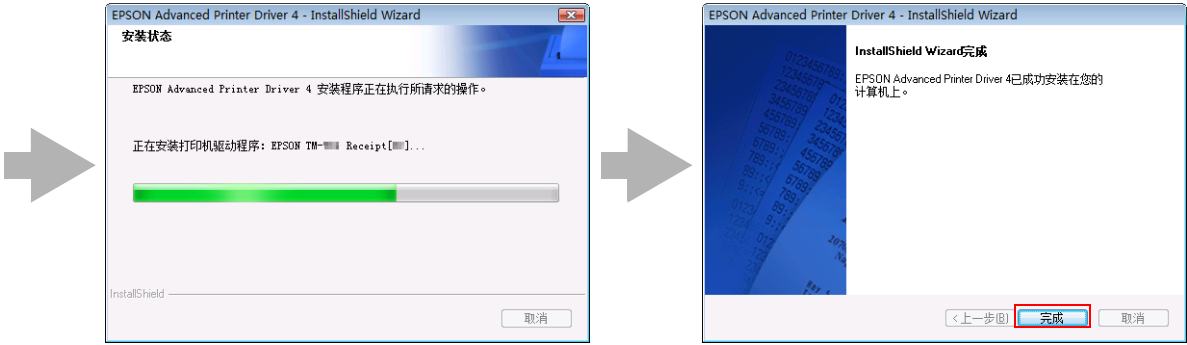 EPSON Advanced Printer Driver 4 - InstallShield Wizard
安装状态
EPSON Advanced Printer Driver 4 安装程序正在执行所请求的操作。
正在安装打印机驱动程序: EPSON TM- Receipt[ ]...
InstallShield
取消
EPSON Advanced Printer Driver 4 - InstallShield Wizard
InstallShield Wizard完成
EPSON Advanced Printer Driver 4已成功安装在您的
计算机上。
<上一步(B)
完成
取消